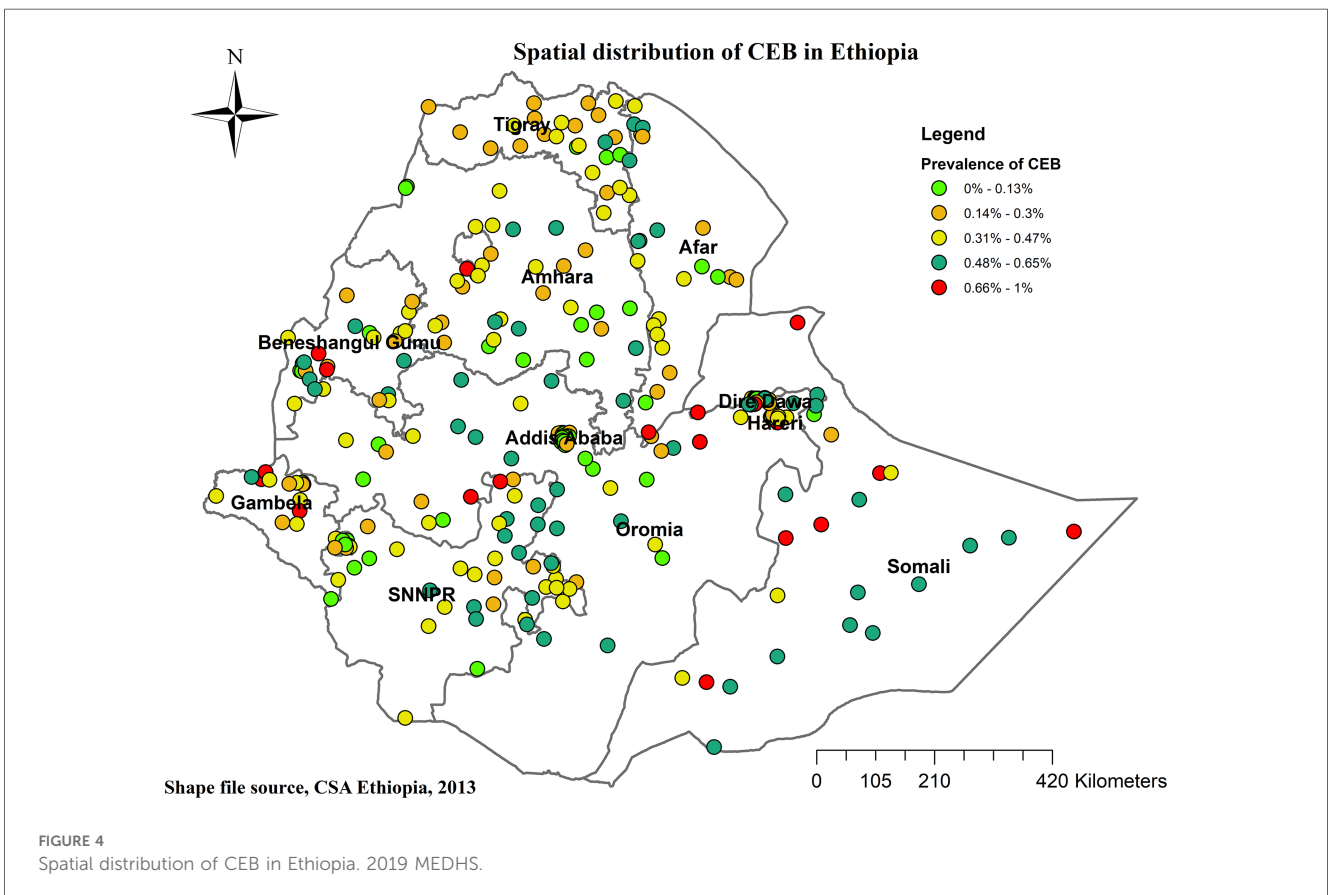 Spatial distribution of CEB in Ethiopia
N
Legend
Prevalence of CEB
0% - 0.13%
0.14% - 0.3%
0.31% - 0.47%
0.48% - 0.65%
0.66% - 1%
Tigray
Afar
Amhara
Beneshangul Gumu
Dire Dawa
Hareri
Addis Ababa
Gambela
Oromia
Somali
SNNPR
0 105 210 420 Kilometers
Shape file source, CSA Ethiopia, 2013
FIGURE 4
Spatial distribution of CEB in Ethiopia. 2019 MEDHS.